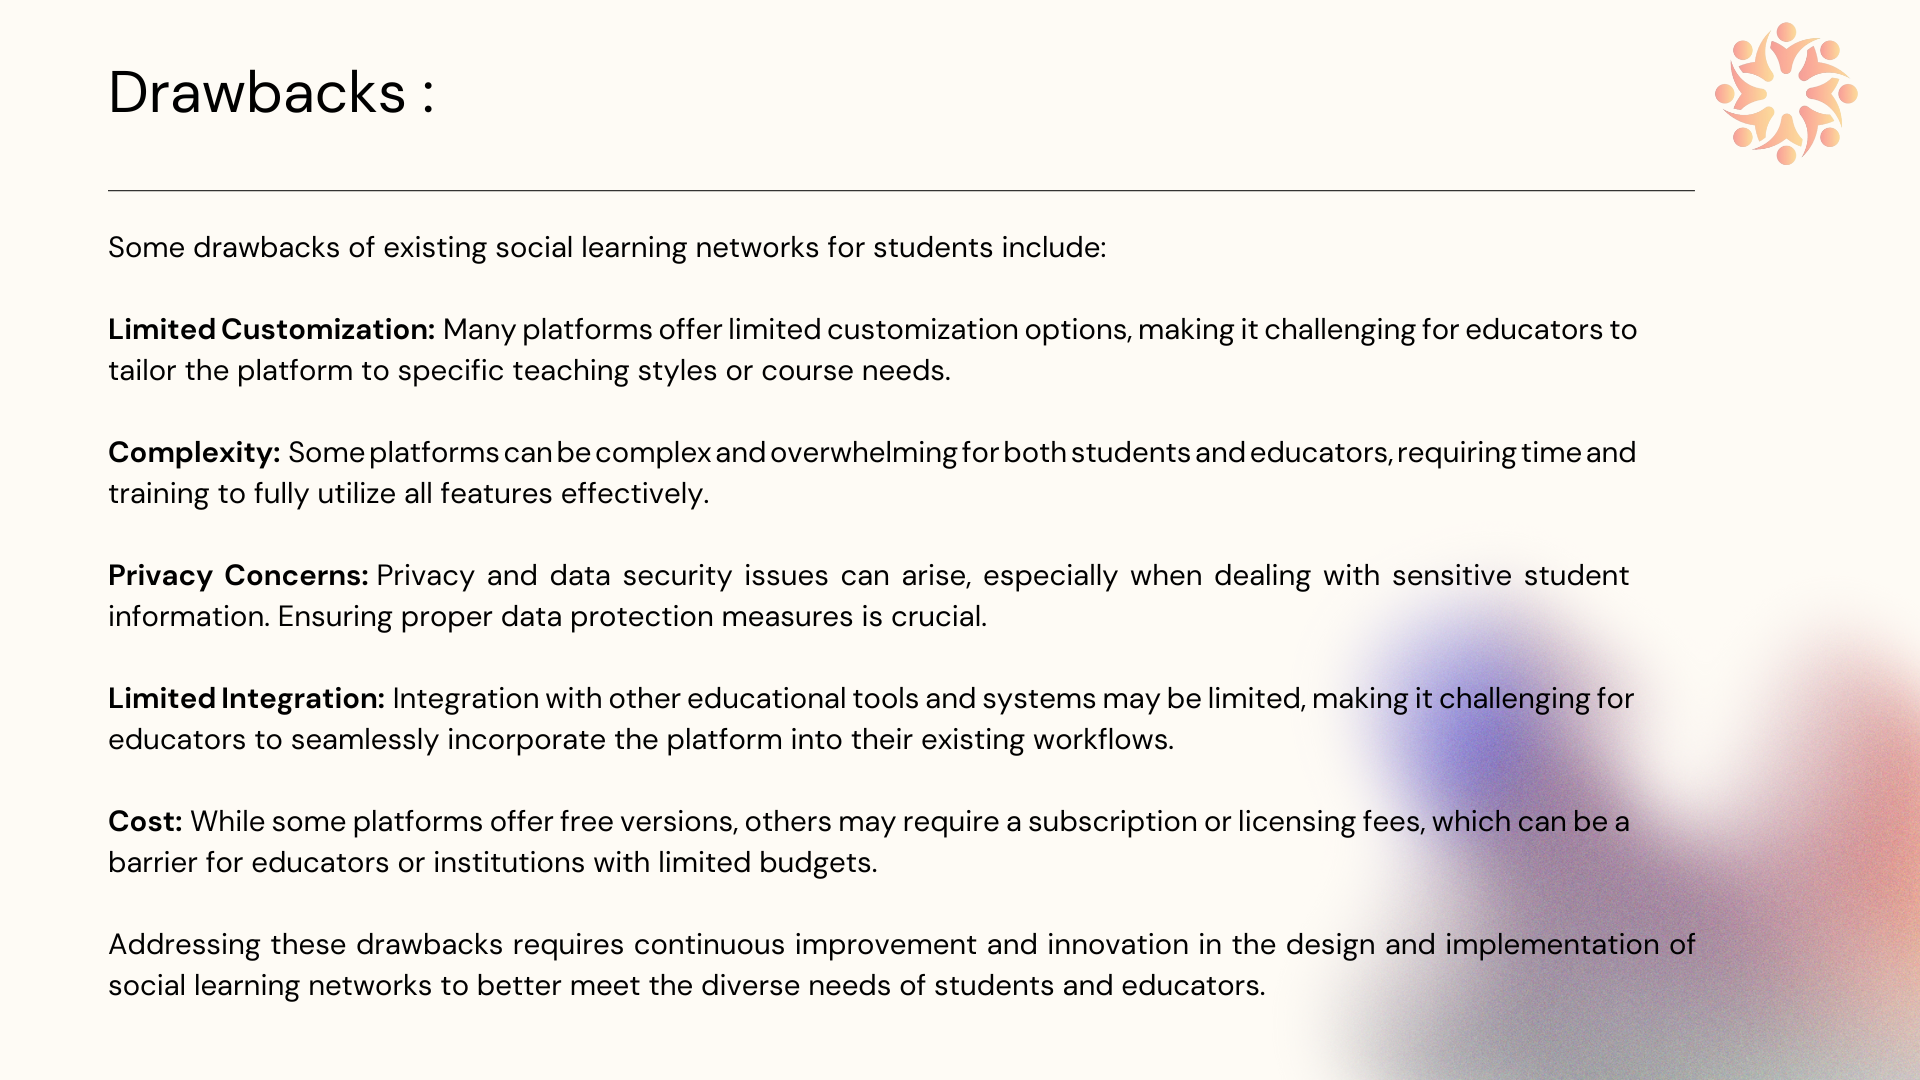 Drawbacks :
Some drawbacks of existing social learning networks for students include:
Limited Customization: Many platforms offer limited customization options, making it challenging for educators to
tailor the platform to specific teaching styles or course needs.
Complexity: Some platforms can be complex and overwhelming for both students and educators, requiring time and
training to fully utilize all features effectively.
Privacy Concerns: Privacy and data security issues can arise, especially when dealing with sensitive student
information. Ensuring proper data protection measures is crucial.
Limited Integration: Integration with other educational tools and systems may be limited, making it challenging for
educators to seamlessly incorporate the platform into their existing workflows.
Cost: While some platforms offer free versions, others may require a subscription or licensing fees, which can be a
barrier for educators or institutions with limited budgets.
Addressing these drawbacks requires continuous improvement and innovation in the design and implementation of
social learning networks to better meet the diverse needs of students and educators.